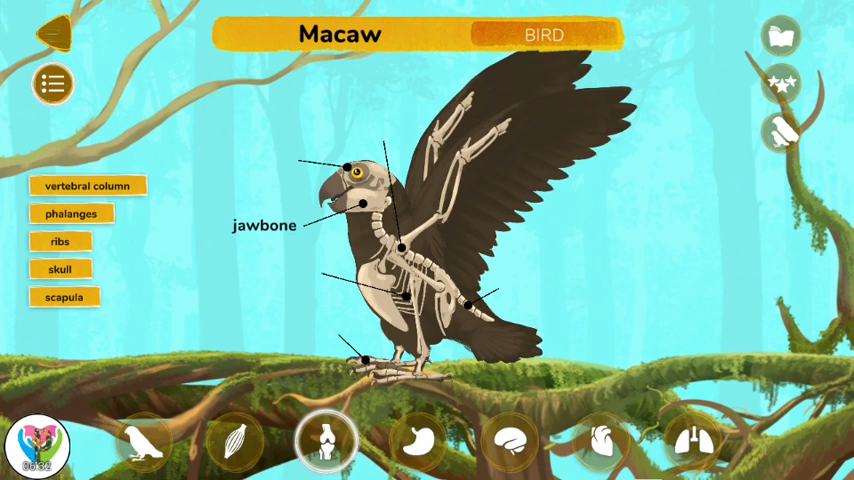 Macaw
BIRD
vertebral column
phalanges
ribs
skull
scapula
jawbone
06:32